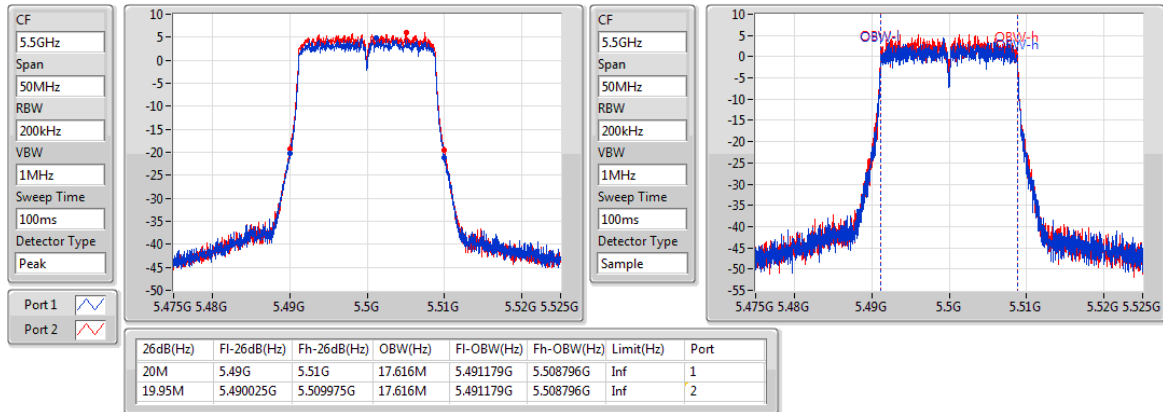 CF
5.5GHz
Span
50MHz
RBW
200kHz
VBW
1MHz
Sweep Time
100ms
Detector Type
Peak
Port 1
Port 2
10
5
0
-5
-10
-15
-20
-25
-30
-35
-40
-45
-50
5.475G 5.48G 5.49G 5.5G 5.51G 5.52G 5.525G
CF
5.5GHz
Span
50MHz
RBW
200kHz
VBW
1MHz
Sweep Time
100ms
Detector Type
Sample
10
5
0
-5
-10
-15
-20
-25
-30
-35
-40
-45
-50
-55
OBW-l
OBW-h
OBW-h
5.475G 5.48G 5.49G 5.5G 5.51G 5.52G 5.525G
26dB(Hz) Fl-26dB(Hz) Fh-26dB(Hz) OBW(Hz) Fl-OBW(Hz) Fh-OBW(Hz) Limit(Hz) Port
20M 5.49G 5.51G 17.616M 5.491179G 5.508796G Inf 1
19.95M 5.490025G 5.509975G 17.616M 5.491179G 5.508796G Inf 2